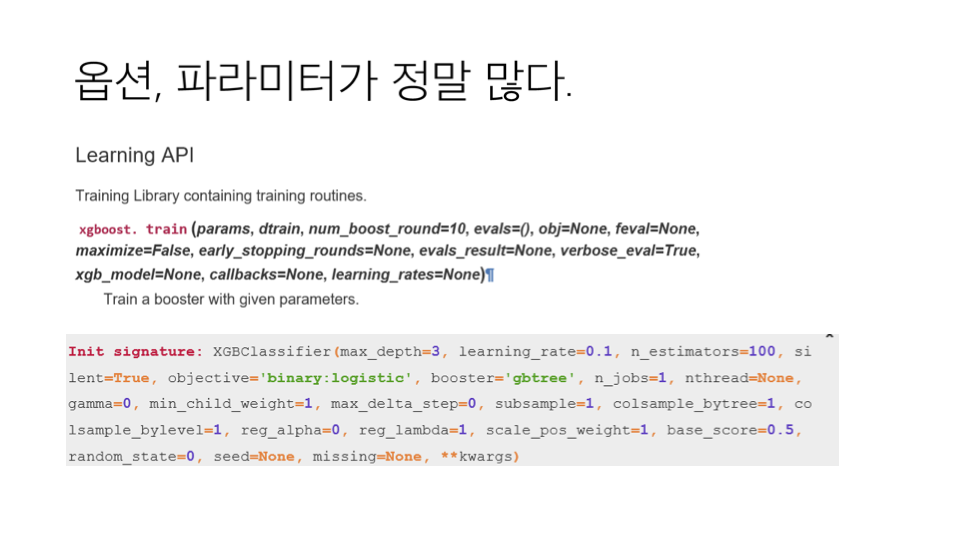 옵션, 파라미터가 정말 많다.
Learning API
Training Library containing training routines.
xgboost. train (params, dtrain, num_boost_round=10, evals=(), obj=None, feval=None,
maximize=False, early_stopping_rounds=None, evals_result=None, verbose_eval=True,
xgb_model=None, callbacks=None, learning_rates=None)¶
Train a booster with given parameters.
Init signature: XGBClassifier(max_depth=3, learning_rate=0.1, n_estimators=100, si
lent=True, objective='binary:logistic', booster='gbtree', n_jobs=1, nthread=None,
gamma=0, min_child_weight=1, max_delta_step=0, subsample=1, colsample_bytree=1, co
lsample_bylevel=1, reg_alpha=0, reg_lambda=1, scale_pos_weight=1, base_score=0.5,
random_state=0, seed=None, missing=None, **kwargs)